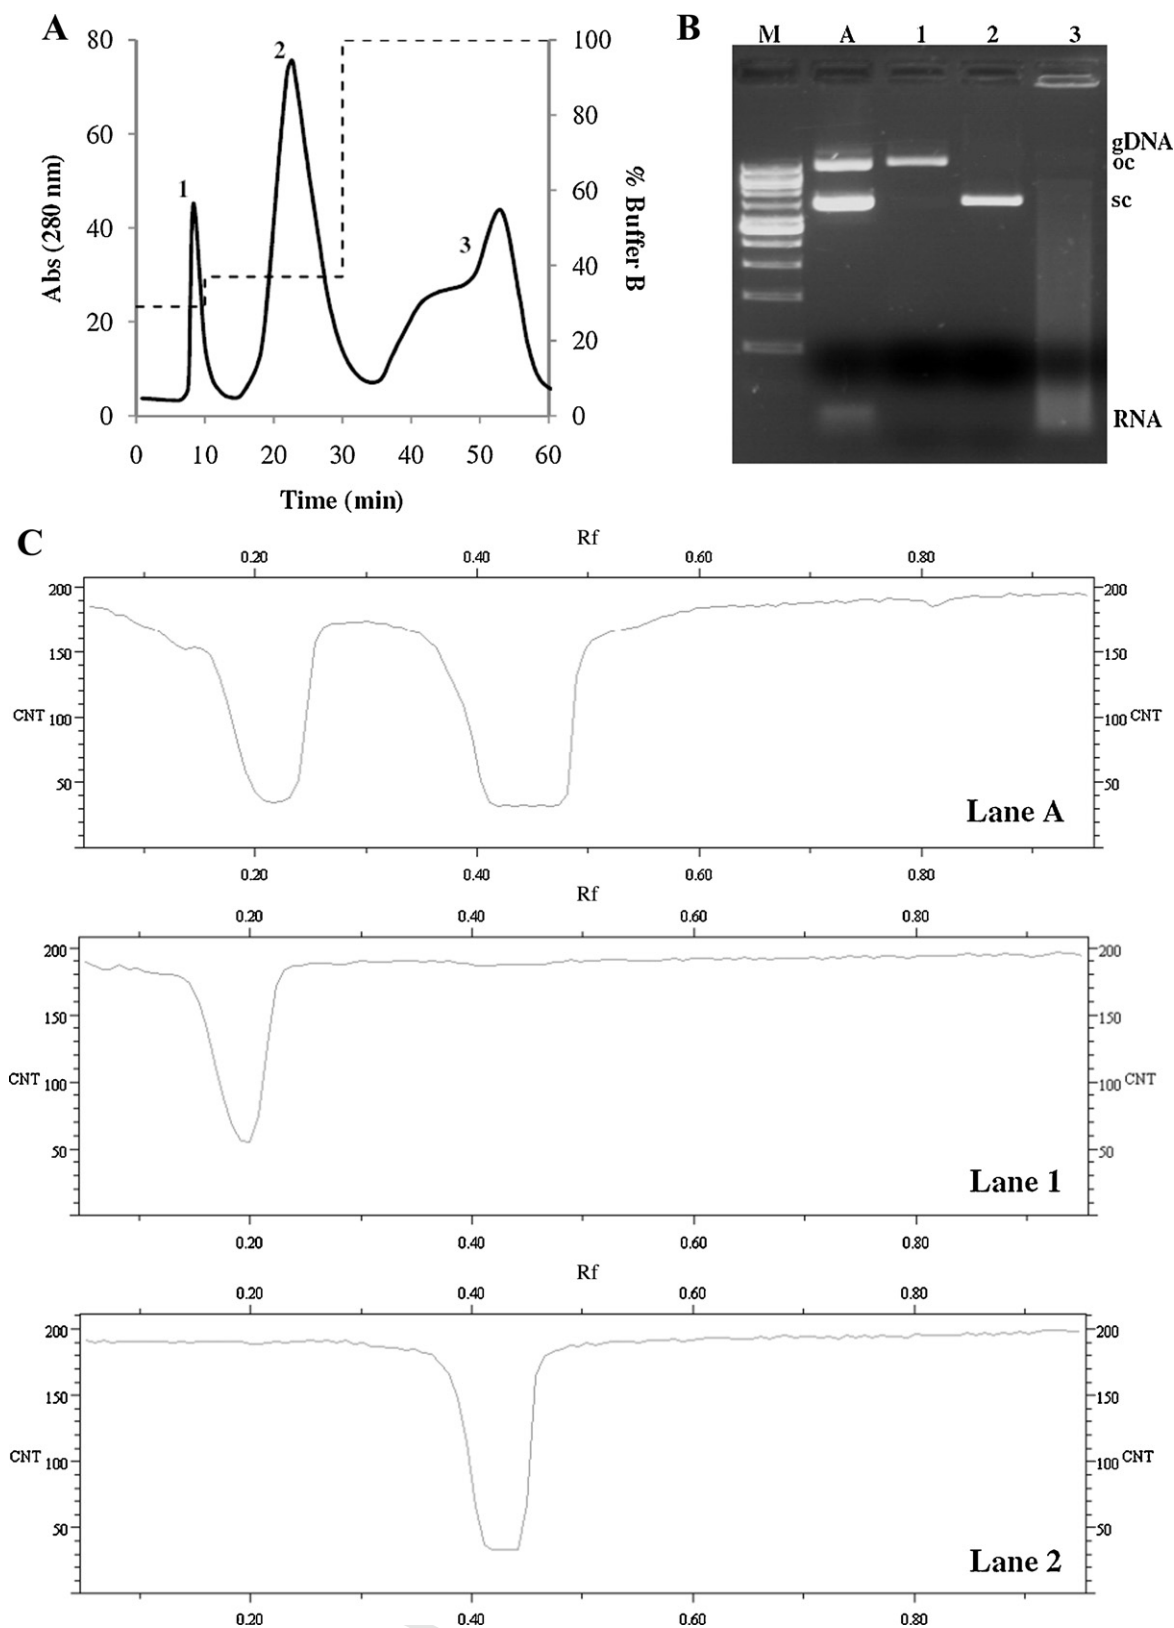 A
80
60
40
20
0
Abs (280 nm)
1
2
3
100
80
60
40
20
0
% Buffer B
0 10 20 30 40 50 60
Time (min)
B
M A 1 2 3
gDNA
oc
sc
RNA
C
Rf
0.20 0.40 0.60 0.80
200 200
150 150
CNT 100 100 CNT
50 50
Lane A
0.20 0.40 0.60 0.80
Rf
0.20 0.40 0.60 0.80
200 200
150 150
CNT 100 100 CNT
50 50
Lane 1
0.20 0.40 0.60 0.80
Rf
0.20 0.40 0.60 0.80
200 200
150 150
CNT 100 100 CNT
50 50
Lane 2
0.20 0.40 0.60 0.80